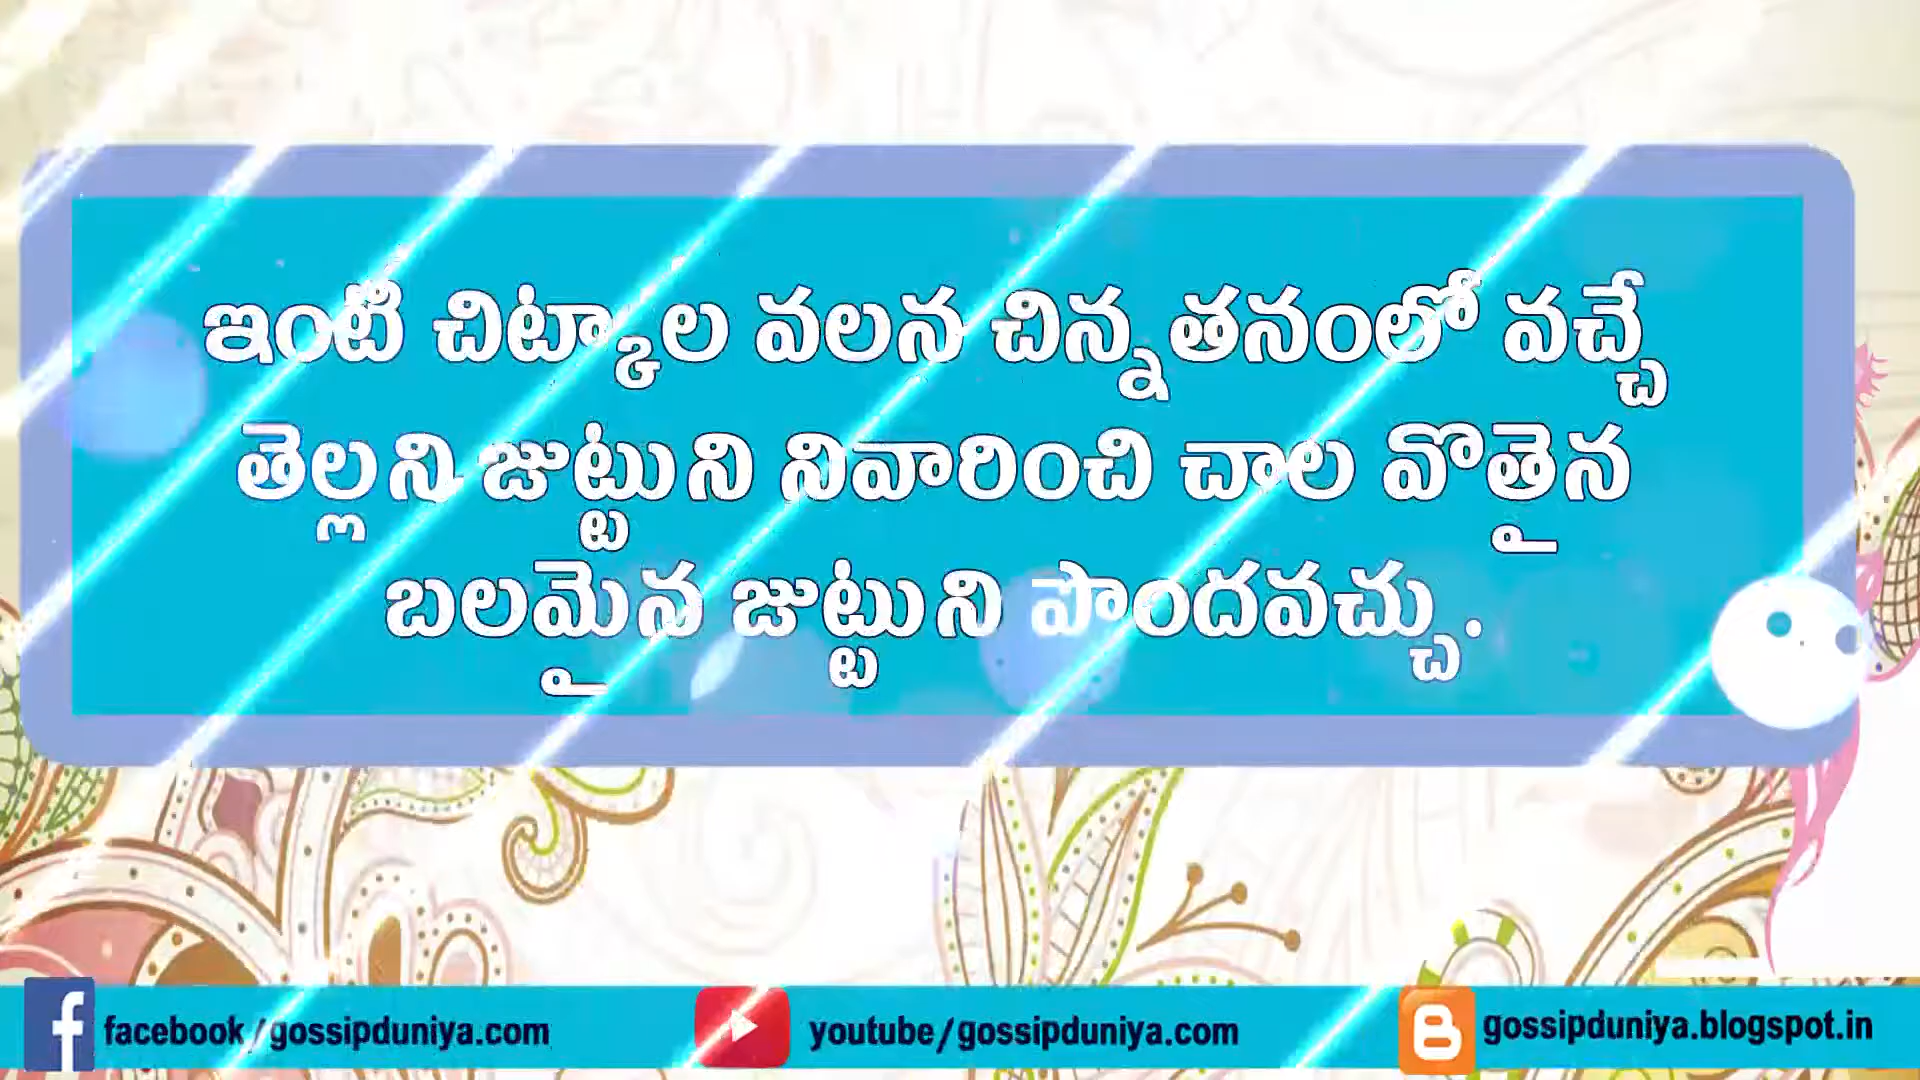 ఇంటి చిట్కాల వలన చిన్నతనంలో వచ్చే
తెల్లని జుట్టుని నివారించి చాల వొతైన
బలమైన జుట్టుని పొందవచ్చు.
facebook/gossipduniya.com
youtube/gossipduniya.com
gossipduniya.blogspot.in